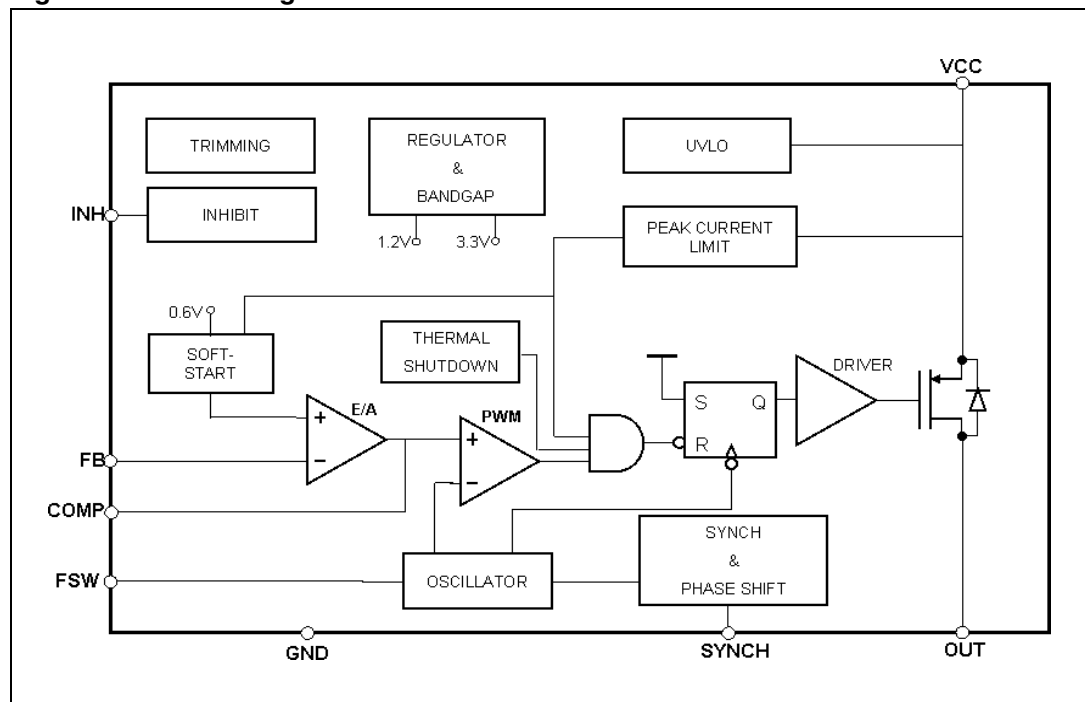 VCC
TRIMMING
REGULATOR
&
BANDGAP
UVLO
INH
INHIBIT
1.2V
3.3V
PEAK CURRENT
LIMIT
0.6V
SOFT-
START
THERMAL
SHUTDOWN
DRIVER
E/A
+
−
PWM
+
−
S
Q
R
FB
COMP
FSW
OSCILLATOR
SYNCH
&
PHASE SHIFT
GND
SYNCH
OUT